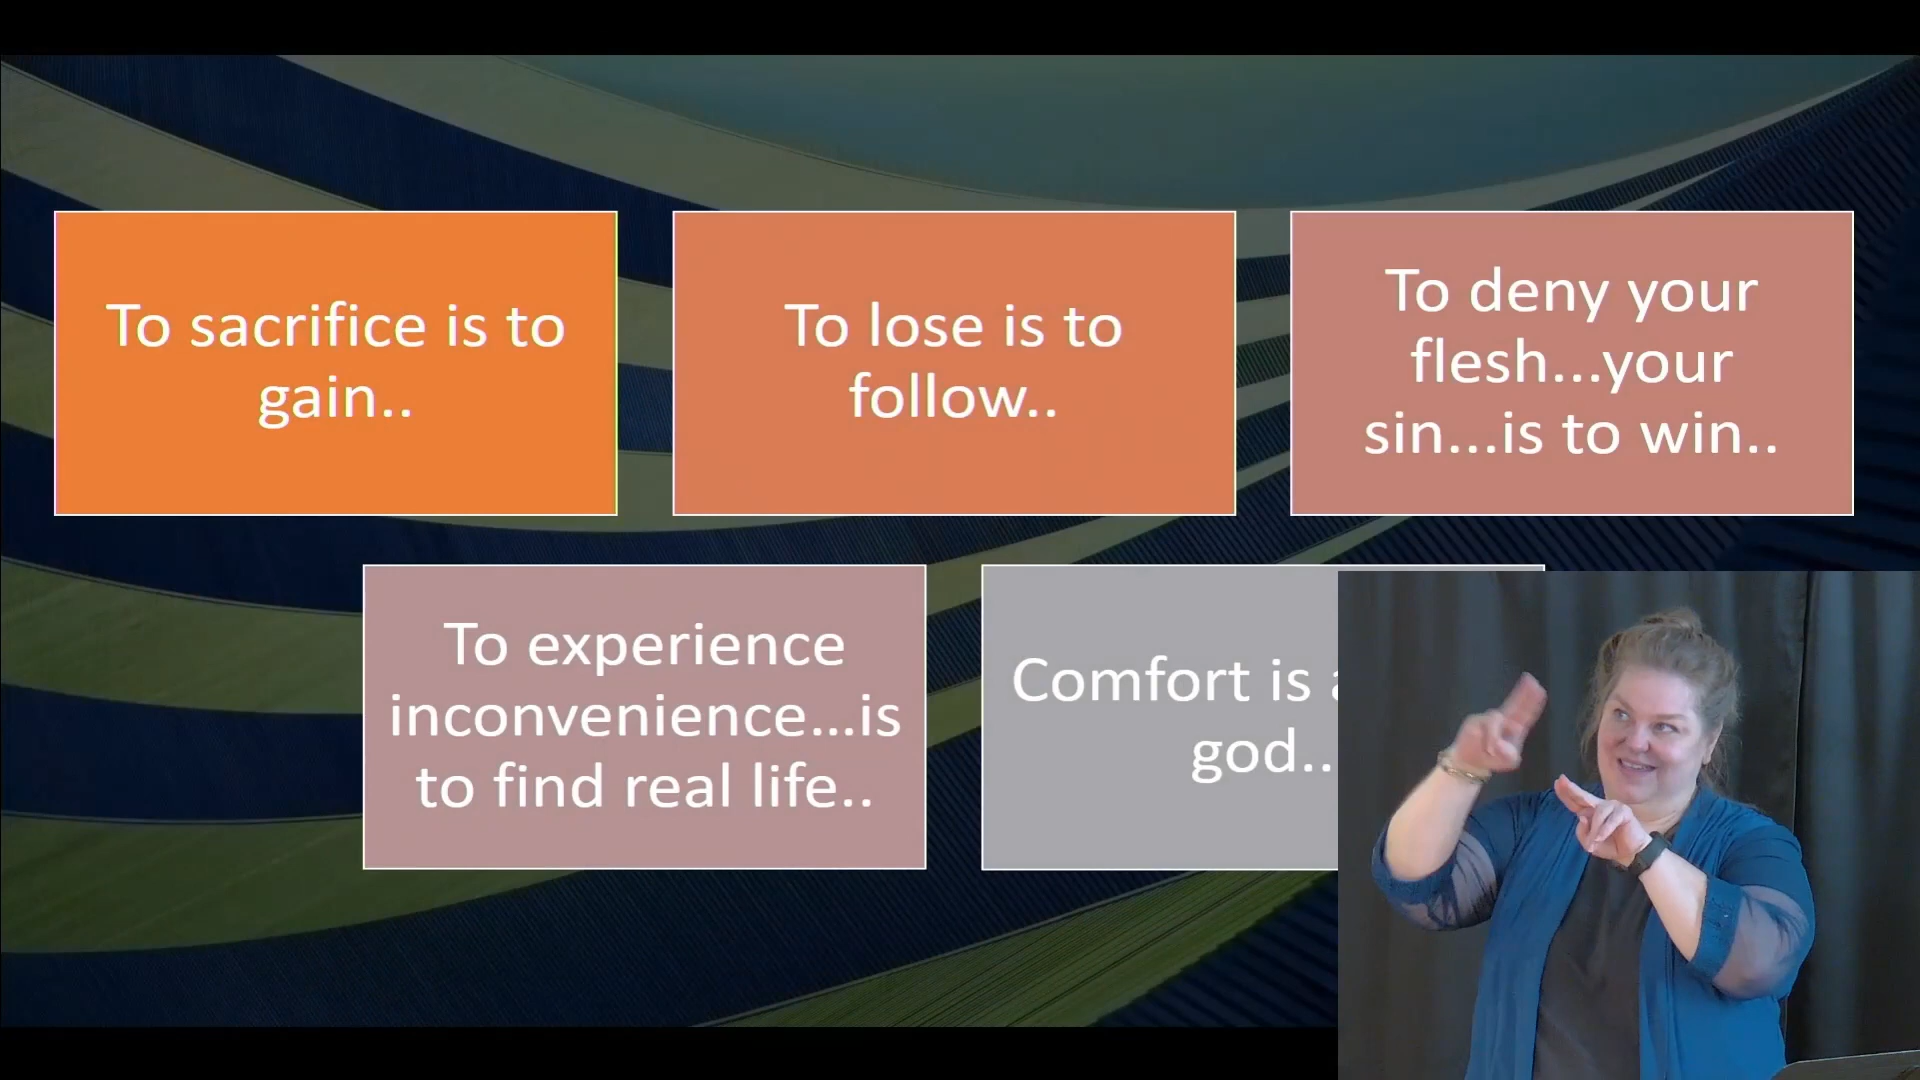 To sacrifice is to
gain..
To lose is to
follow..
To deny your
flesh...your
sin...is to win..
To experience
inconvenience...is
to find real life..
Comfort is
god..